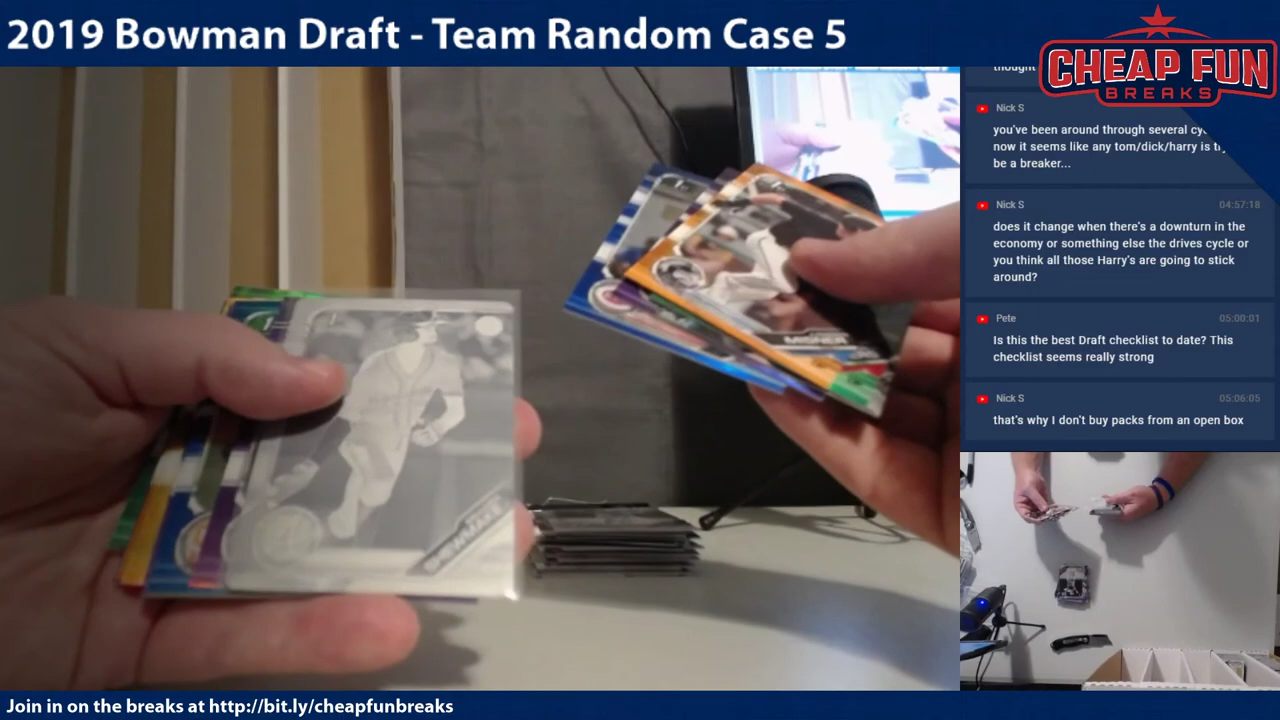 2019 Bowman Draft - Team Random Case 5
CHEAP FUN
BREAKS
thought
Nick S
you've been around through several
now it seems like any tom/dick/harry is
be a breaker...
Nick S 04:57:18
does it change when there's a downturn in the
economy or something else the drives cycle or
you think all those Harry's are going to stick
around?
Pete 05:00:01
Is this the best Draft checklist to date? This
checklist seems really strong
Nick S 05:06:05
that's why I don't buy packs from an open box
MISNER
SHEWMAKE
Join in on the breaks at http://bit.ly/cheapfunbreaks